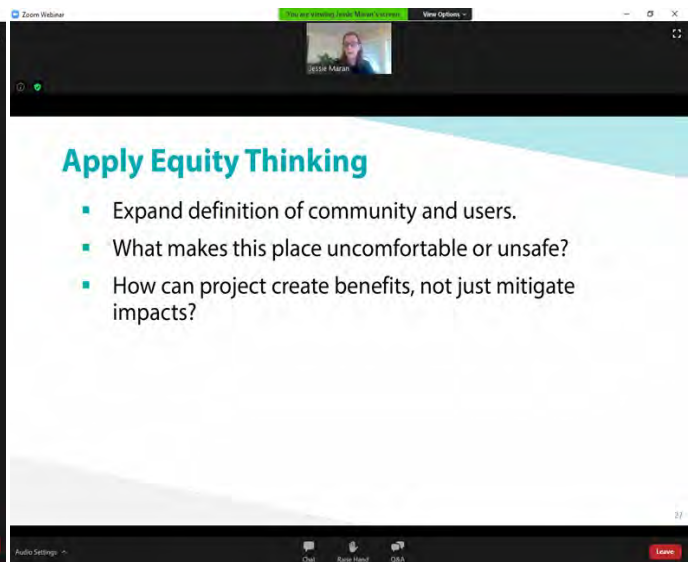 Zoom Webinar
You are viewing Jessie Maran's screen
View Options
Jessie Maran
Apply Equity Thinking
▪ Expand definition of community and users.
▪ What makes this place uncomfortable or unsafe?
▪ How can project create benefits, not just mitigate
impacts?
27
Audio Settings
Chat
Raise Hand
Q&A
Leave